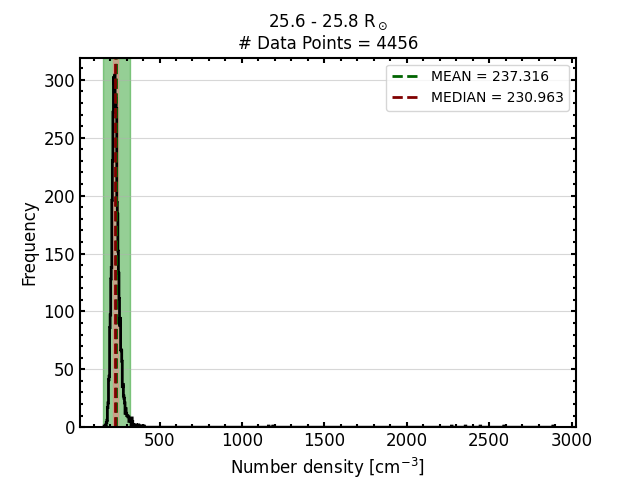 25.6 - 25.8 R⊙
# Data Points = 4456
MEAN = 237.316
MEDIAN = 230.963
Frequency
300
250
200
150
100
50
0
500 1000 1500 2000 2500 3000
Number density [cm⁻³]